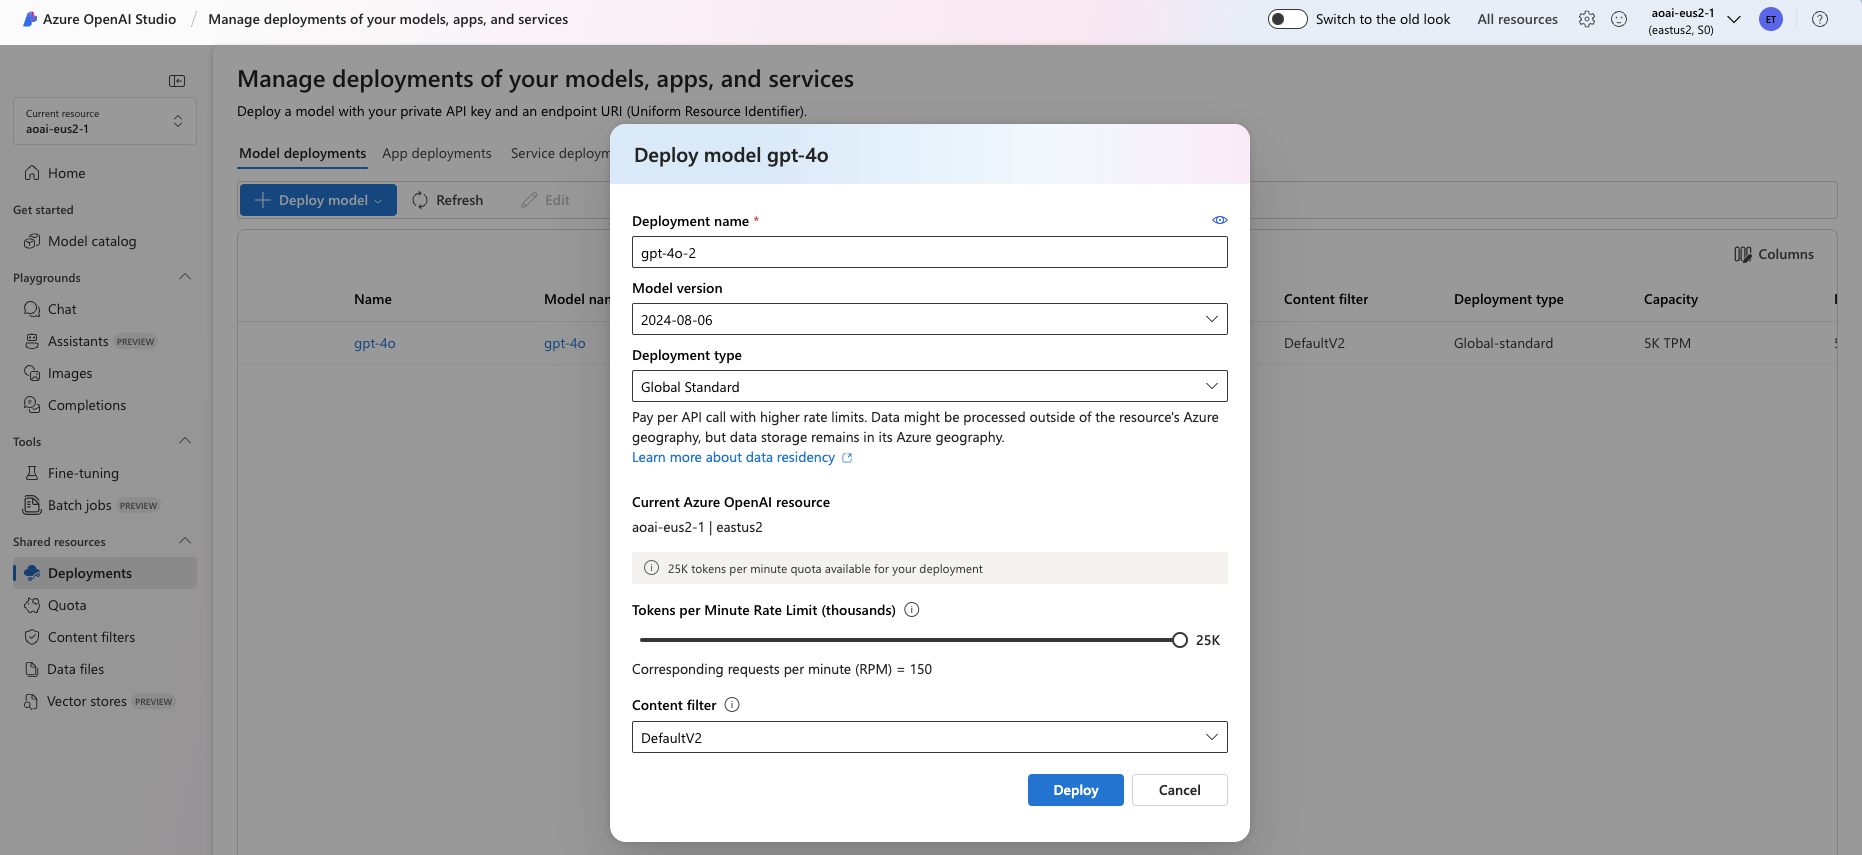 Azure OpenAI Studio / Manage deployments of your models, apps, and services
Switch to the old look
All resources
aoai-eus2-1
(eastus2, S0)
ET
Current resource
aoai-eus2-1
Home
Get started
Model catalog
Playgrounds
Chat
Assistants PREVIEW
Images
Completions
Tools
Fine-tuning
Batch jobs PREVIEW
Shared resources
Deployments
Quota
Content filters
Data files
Vector stores PREVIEW
Manage deployments of your models, apps, and services
Deploy a model with your private API key and an endpoint URI (Uniform Resource Identifier).
Model deployments App deployments Service deploym
Deploy model Refresh Edit
Columns
Name Model nam Content filter Deployment type Capacity
gpt-4o gpt-4o DefaultV2 Global-standard 5K TPM
Deploy model gpt-4o
Deployment name *
gpt-4o-2
Model version
2024-08-06
Deployment type
Global Standard
Pay per API call with higher rate limits. Data might be processed outside of the resource's Azure
geography, but data storage remains in its Azure geography.
Learn more about data residency
Current Azure OpenAI resource
aoai-eus2-1 | eastus2
25K tokens per minute quota available for your deployment
Tokens per Minute Rate Limit (thousands)
25K
Corresponding requests per minute (RPM) = 150
Content filter
DefaultV2
Deploy Cancel